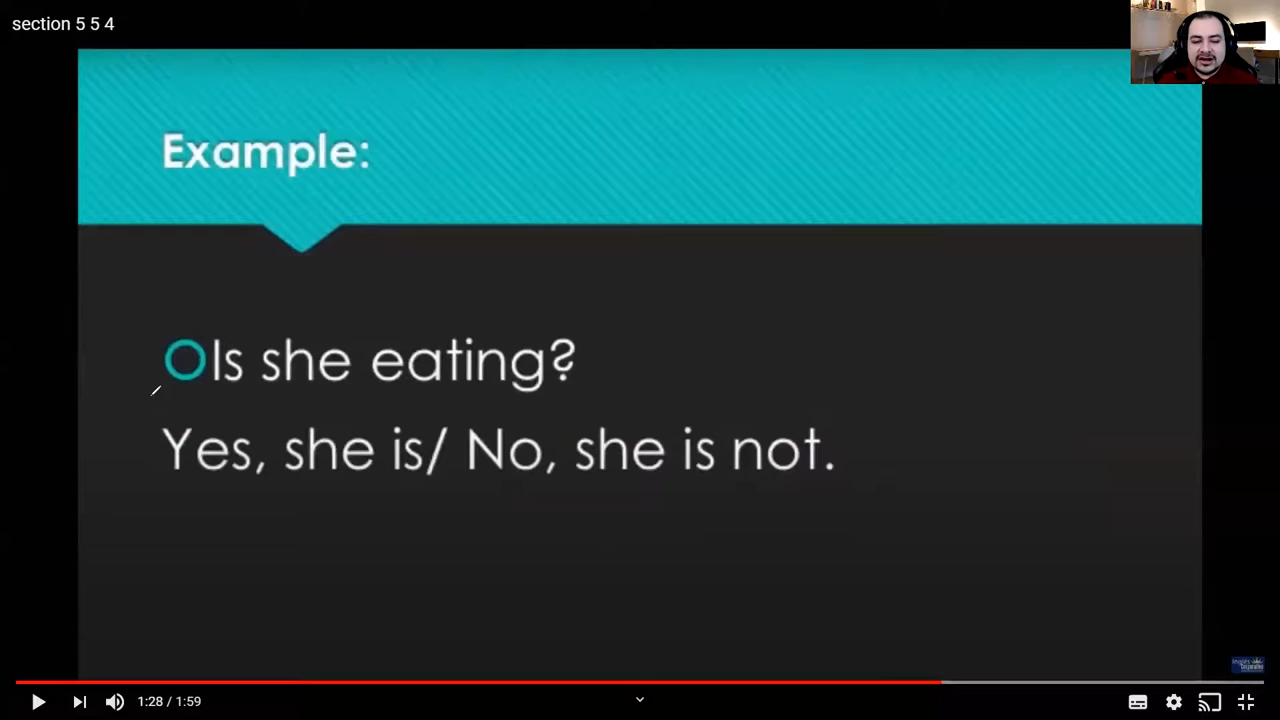 section 5 5 4
Example:
Is she eating?
Yes, she is/ No, she is not.
1:28 / 1:59